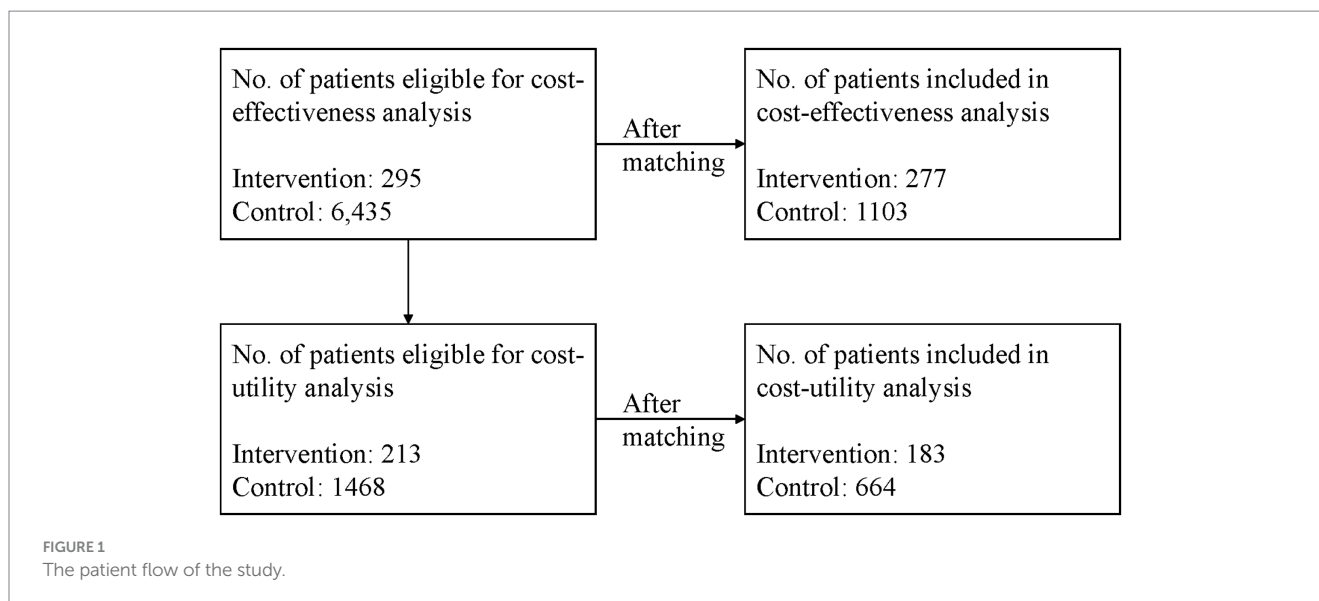 No. of patients eligible for cost-
effectiveness analysis
Intervention: 295
Control: 6,435
After
matching
No. of patients included in
cost-effectiveness analysis
Intervention: 277
Control: 1103
No. of patients eligible for cost-
utility analysis
Intervention: 213
Control: 1468
After
matching
No. of patients included in
cost-utility analysis
Intervention: 183
Control: 664
FIGURE 1
The patient flow of the study.